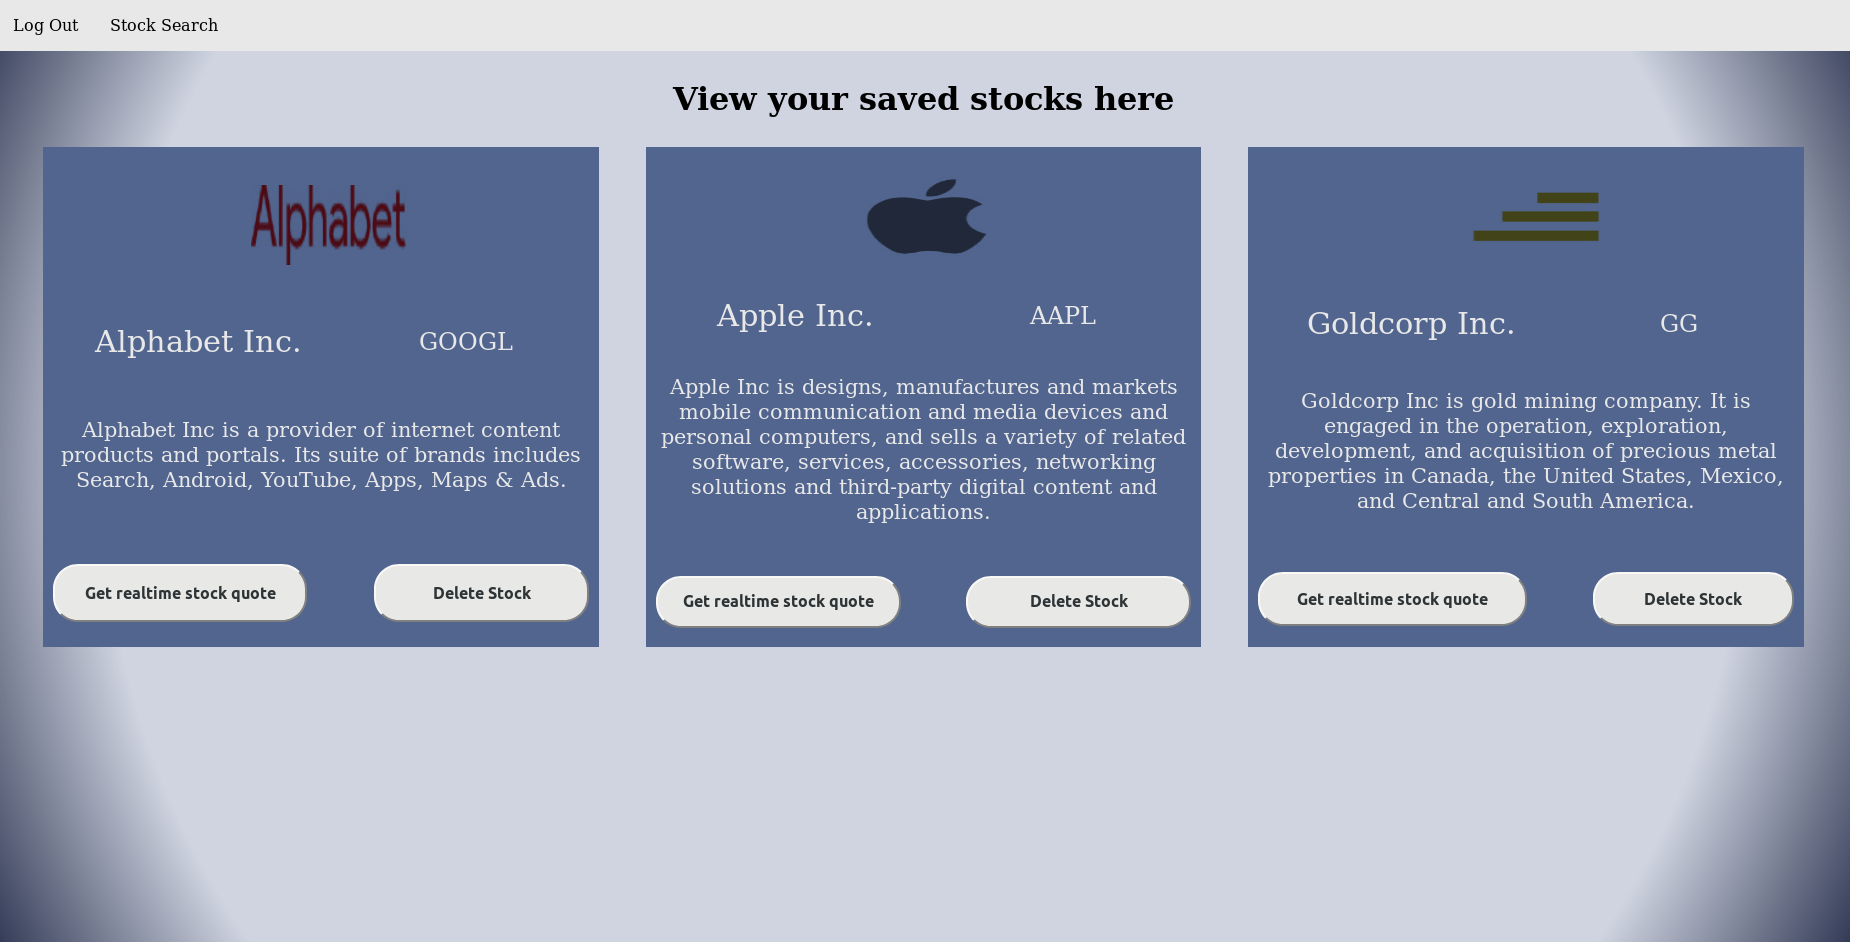 Log Out Stock Search
View your saved stocks here
Alphabet
Alphabet Inc. GOOGL
Alphabet Inc is a provider of internet content
products and portals. Its suite of brands includes
Search, Android, YouTube, Apps, Maps & Ads.
Get realtime stock quote Delete Stock
Apple Inc. AAPL
Apple Inc is designs, manufactures and markets
mobile communication and media devices and
personal computers, and sells a variety of related
software, services, accessories, networking
solutions and third-party digital content and
applications.
Get realtime stock quote Delete Stock
Goldcorp Inc. GG
Goldcorp Inc is gold mining company. It is
engaged in the operation, exploration,
development, and acquisition of precious metal
properties in Canada, the United States, Mexico,
and Central and South America.
Get realtime stock quote Delete Stock